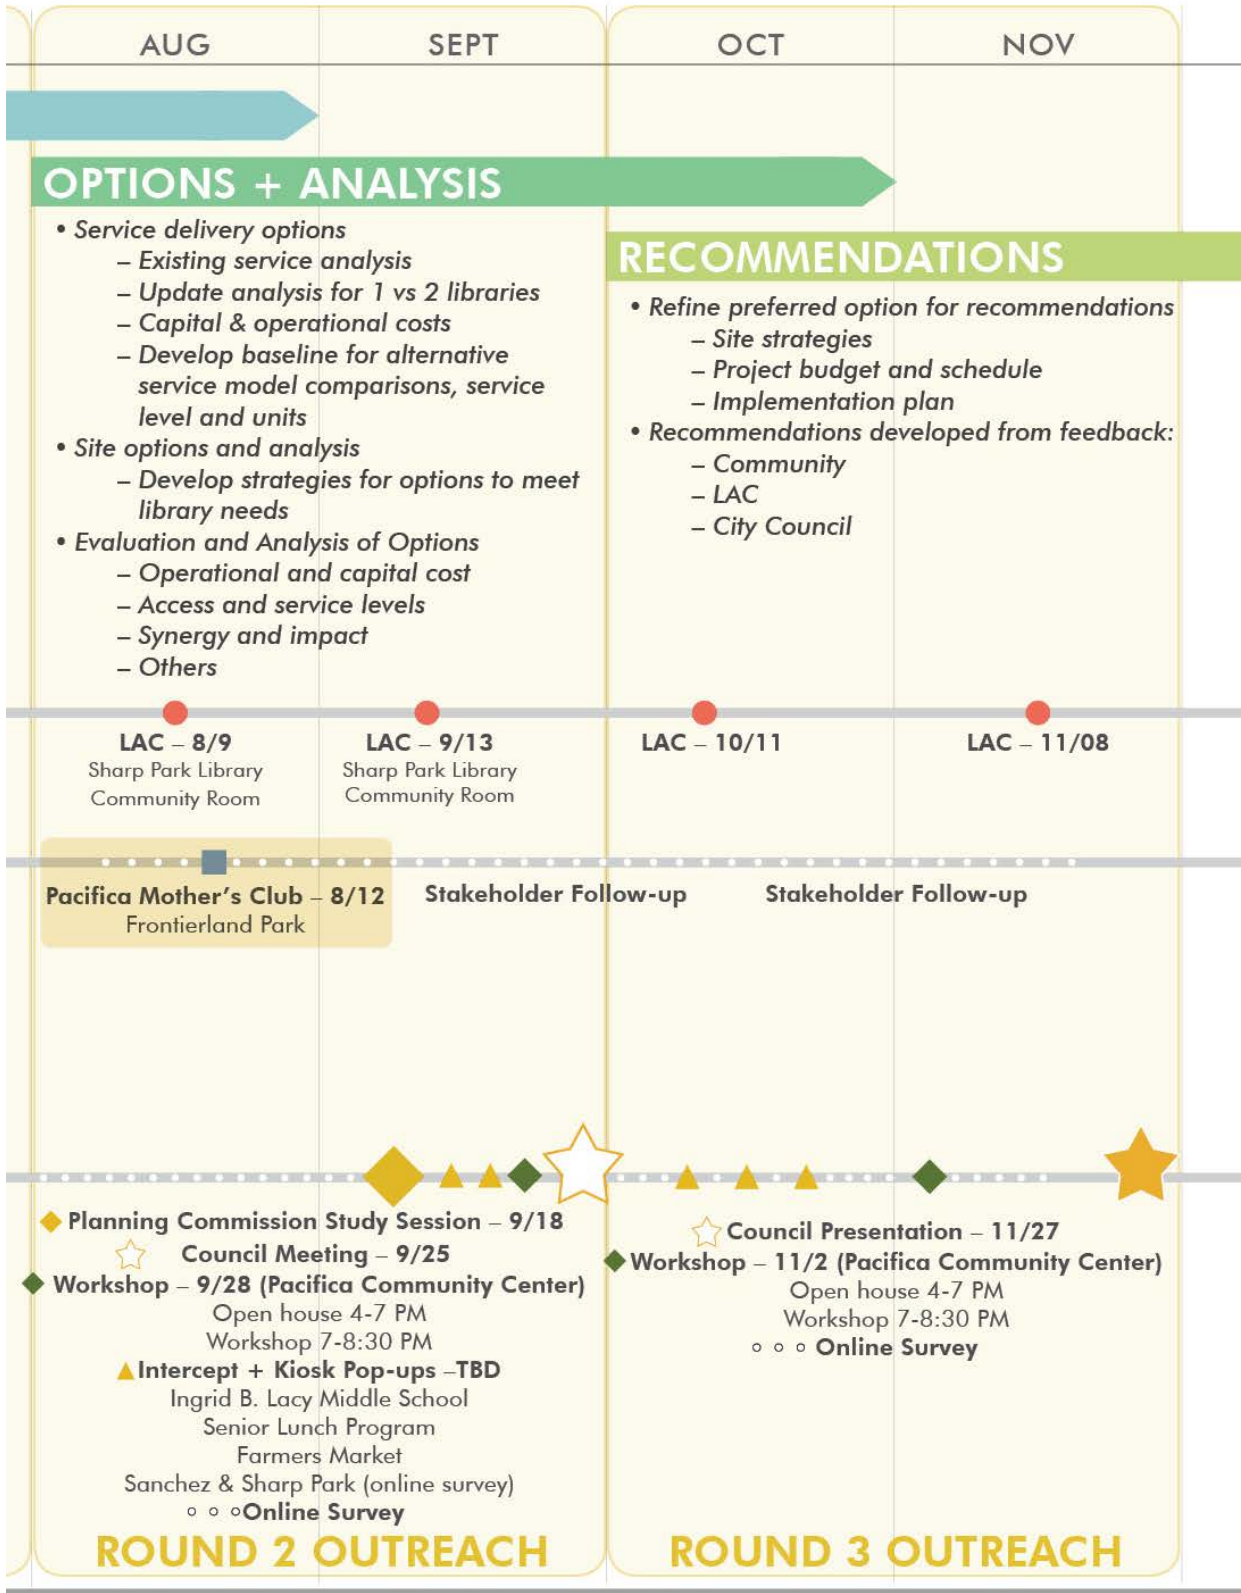 AUG
SEPT
OCT
NOV
OPTIONS + ANALYSIS
• Service delivery options
– Existing service analysis
– Update analysis for 1 vs 2 libraries
– Capital & operational costs
– Develop baseline for alternative
service model comparisons, service
level and units
• Site options and analysis
– Develop strategies for options to meet
library needs
• Evaluation and Analysis of Options
– Operational and capital cost
– Access and service levels
– Synergy and impact
– Others
RECOMMENDATIONS
• Refine preferred option for recommendations
– Site strategies
– Project budget and schedule
– Implementation plan
• Recommendations developed from feedback:
– Community
– LAC
– City Council
LAC – 8/9
Sharp Park Library
Community Room
LAC – 9/13
Sharp Park Library
Community Room
LAC – 10/11
LAC – 11/08
Pacifica Mother's Club – 8/12
Frontierland Park
Stakeholder Follow-up
Stakeholder Follow-up
Planning Commission Study Session – 9/18
Council Meeting – 9/25
Workshop – 9/28 (Pacifica Community Center)
Open house 4-7 PM
Workshop 7-8:30 PM
Intercept + Kiosk Pop-ups –TBD
Ingrid B. Lacy Middle School
Senior Lunch Program
Farmers Market
Sanchez & Sharp Park (online survey)
Online Survey
ROUND 2 OUTREACH
Council Presentation – 11/27
Workshop – 11/2 (Pacifica Community Center)
Open house 4-7 PM
Workshop 7-8:30 PM
Online Survey
ROUND 3 OUTREACH